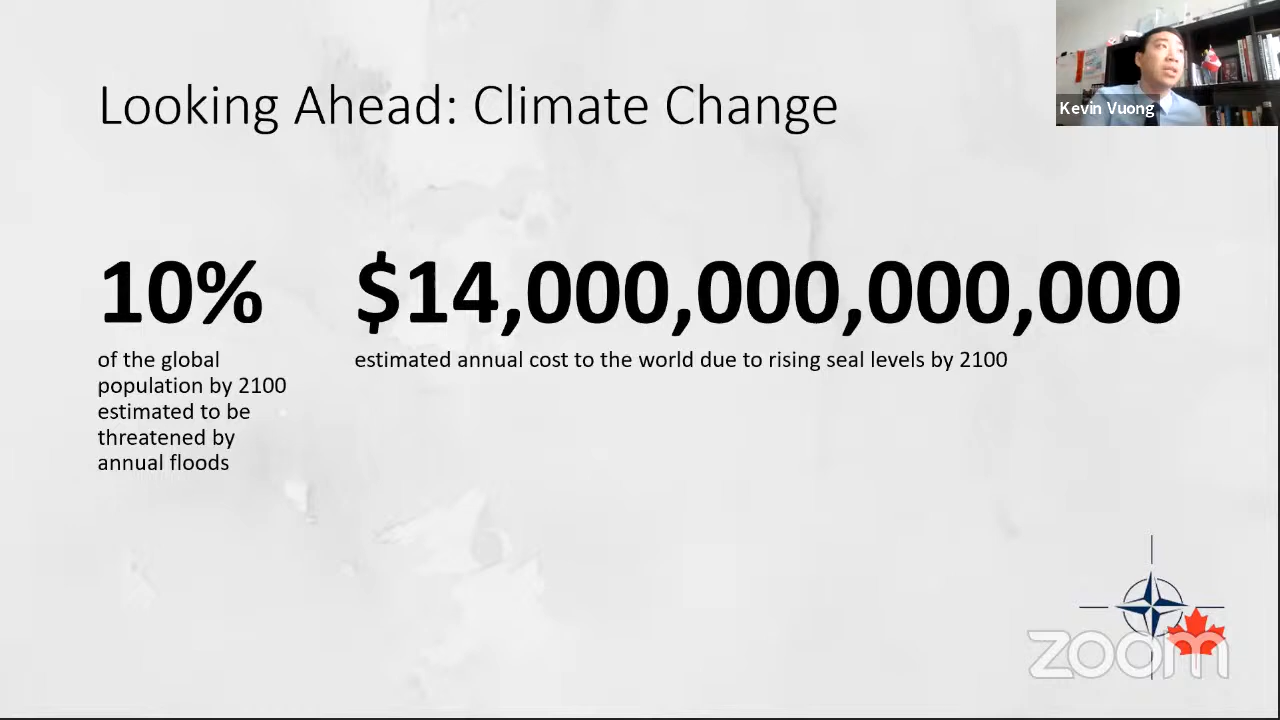 Looking Ahead: Climate Change
Kevin Vuong
10%
of the global
population by 2100
estimated to be
threatened by
annual floods
$14,000,000,000,000
estimated annual cost to the world due to rising seal levels by 2100
zoom